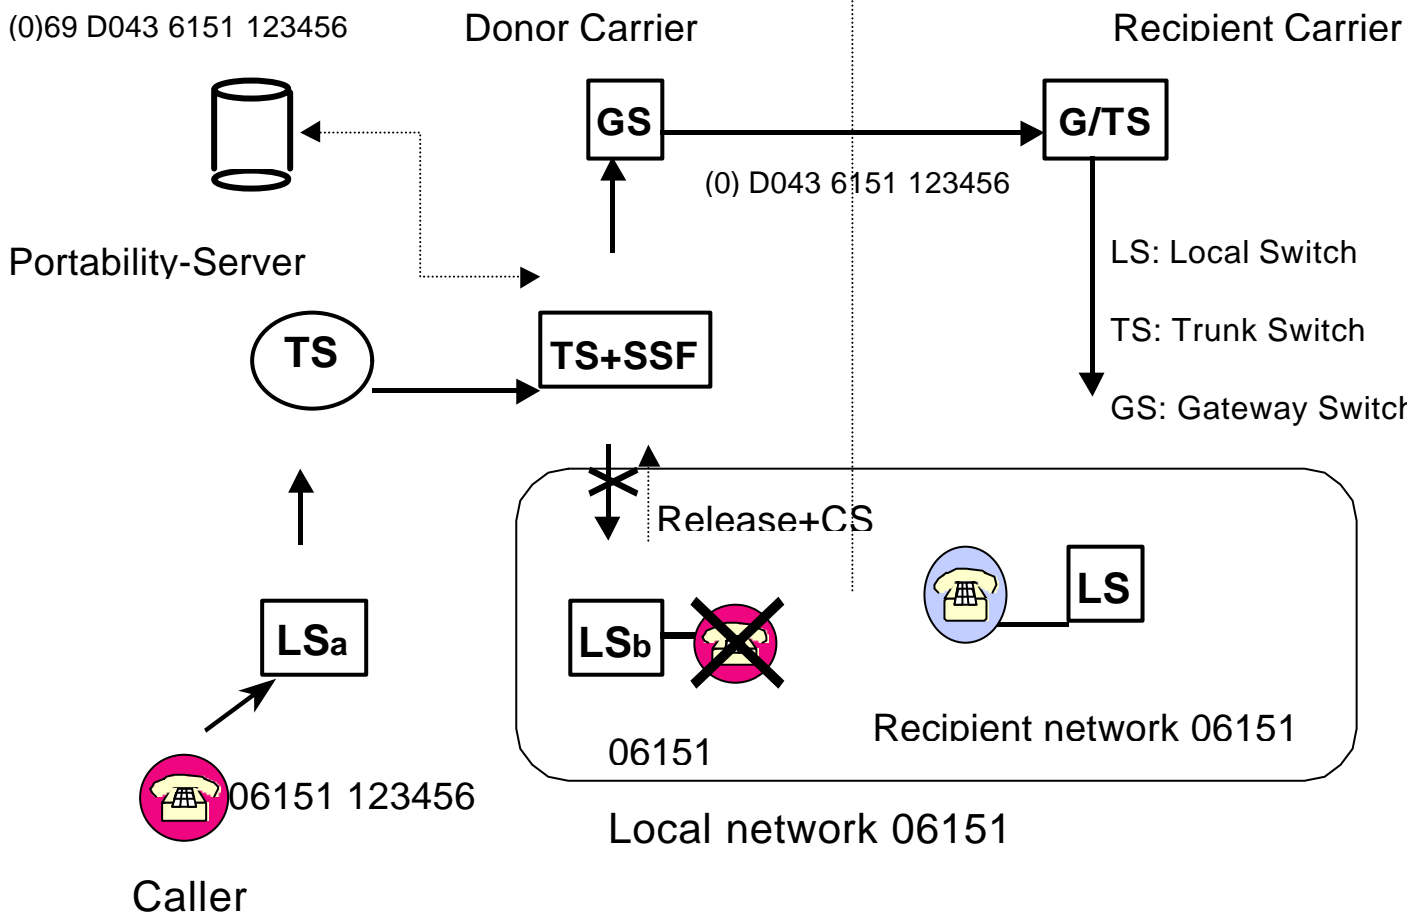 (0)69 D043 6151 123456
Donor Carrier
Recipient Carrier
GS
G/TS
(0) D043 6151 123456
Portability-Server
LS: Local Switch
TS
TS+SSF
TS: Trunk Switch
GS: Gateway Switch
Release+CS
LSa
LSb
LS
06151
Recipient network 06151
06151 123456
Local network 06151
Caller